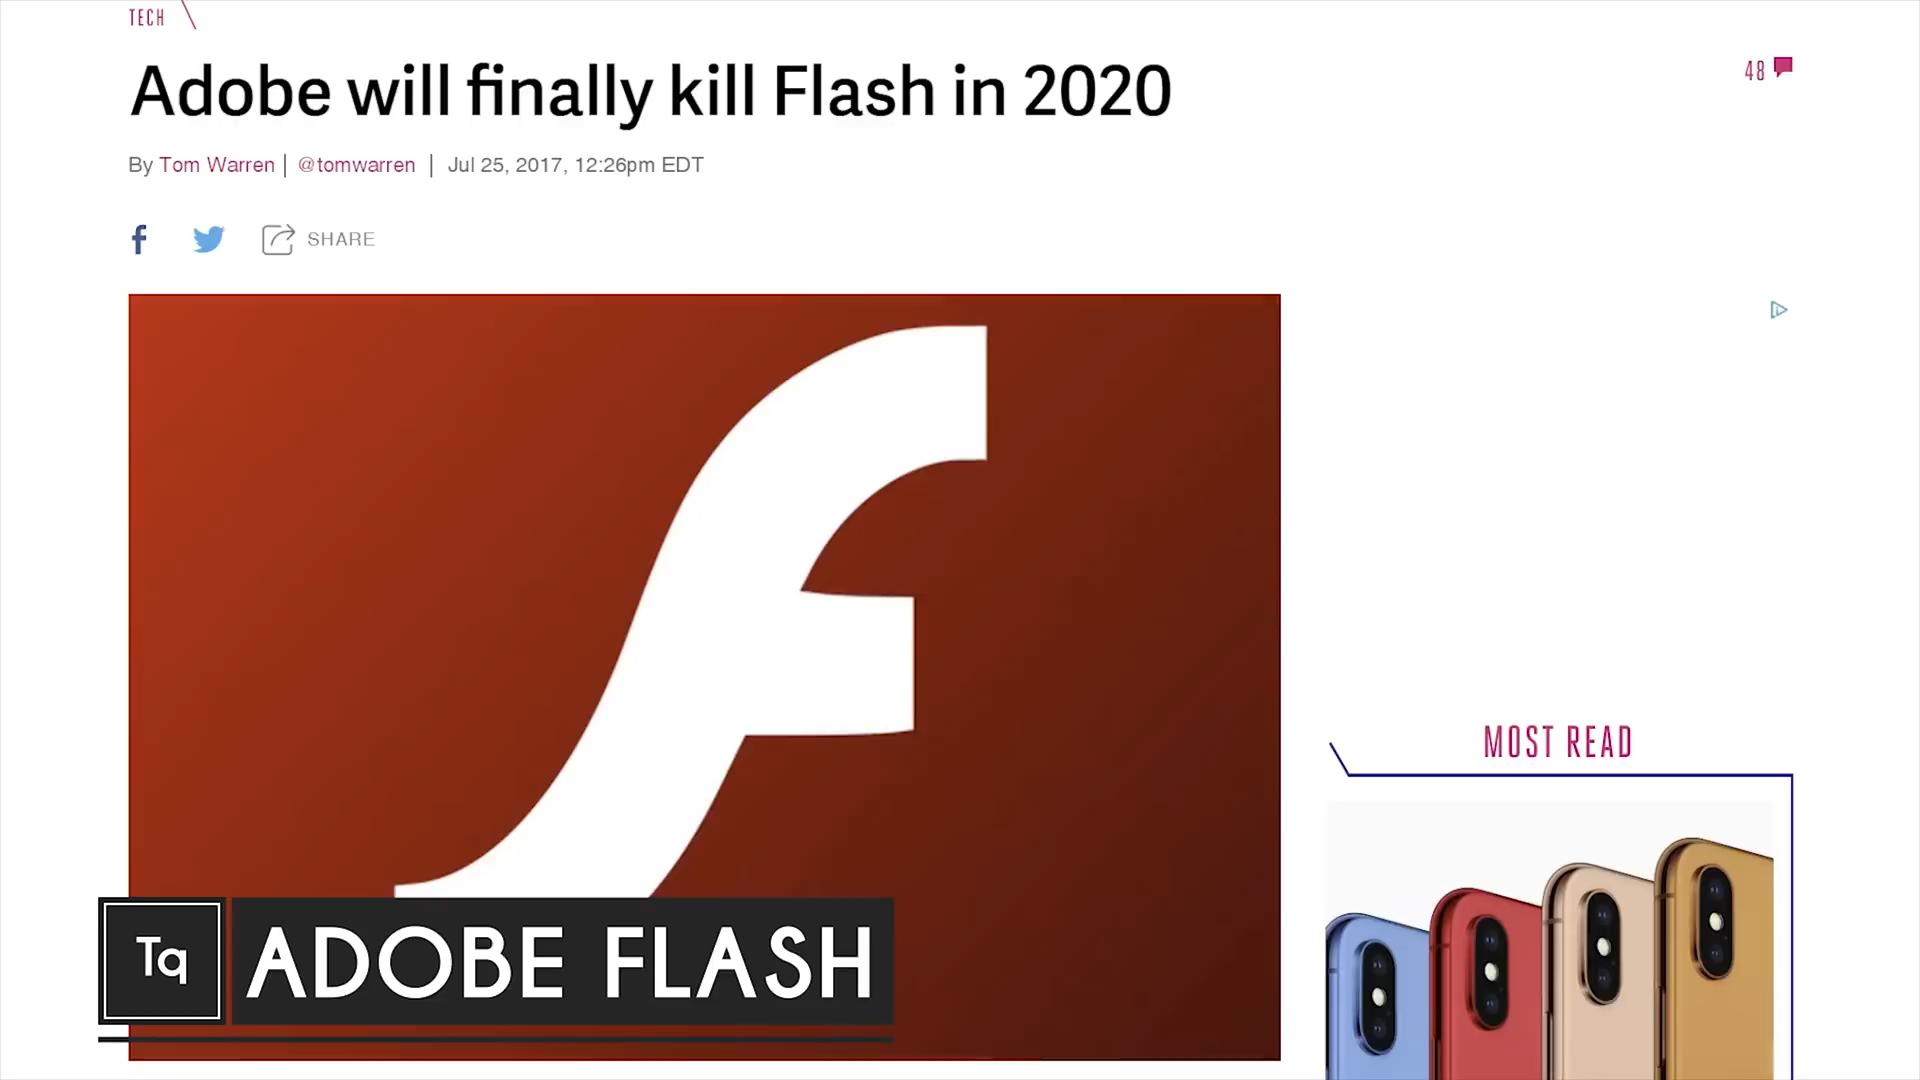 TECH
Adobe will finally kill Flash in 2020
48
By Tom Warren | @tomwarren | Jul 25, 2017, 12:26pm EDT
SHARE
MOST READ
Tq
ADOBE FLASH